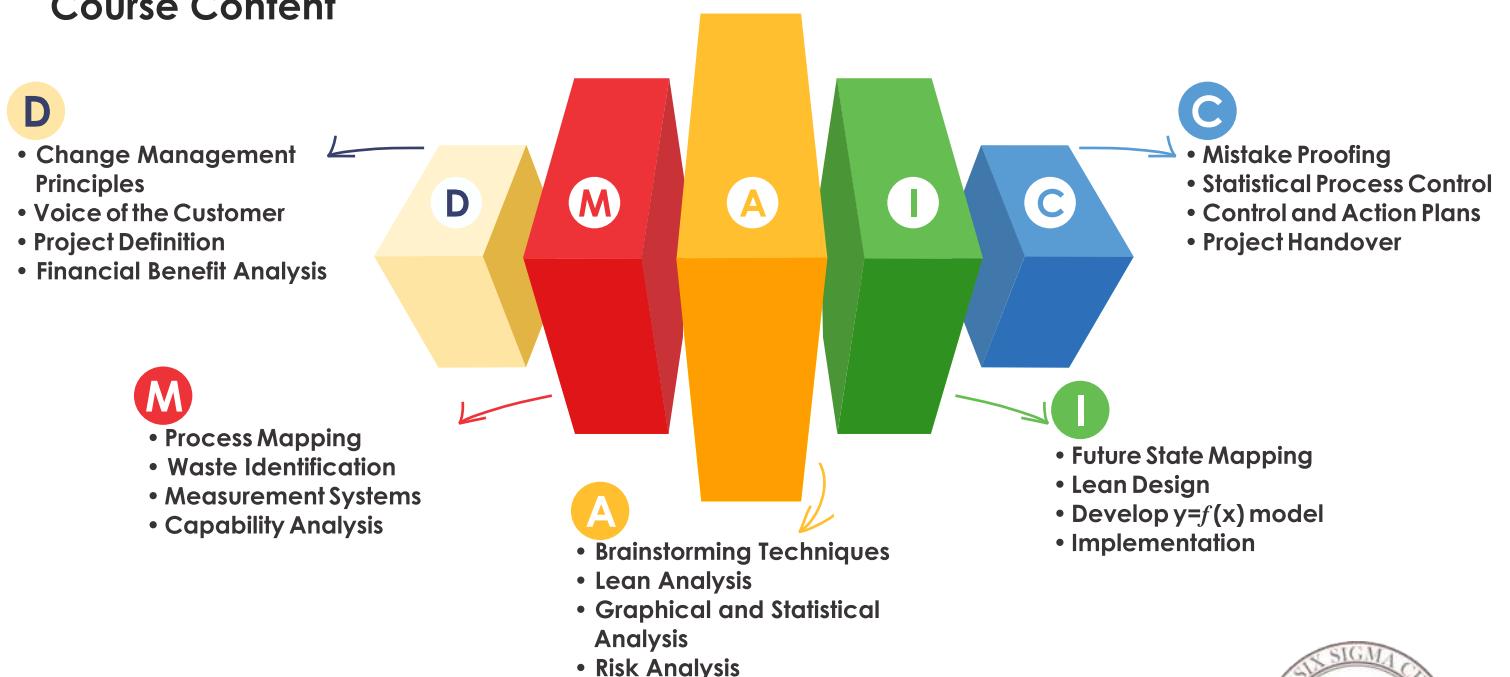 Course Content
D
• Change Management
Principles
• Voice of the Customer
• Project Definition
• Financial Benefit Analysis
D
M
A
I
C
C
• Mistake Proofing
• Statistical Process Control
• Control and Action Plans
• Project Handover
M
• Process Mapping
• Waste Identification
• Measurement Systems
• Capability Analysis
A
• Brainstorming Techniques
• Lean Analysis
• Graphical and Statistical
Analysis
• Risk Analysis
I
• Future State Mapping
• Lean Design
• Develop y=f(x) model
• Implementation
SIX SIGMA